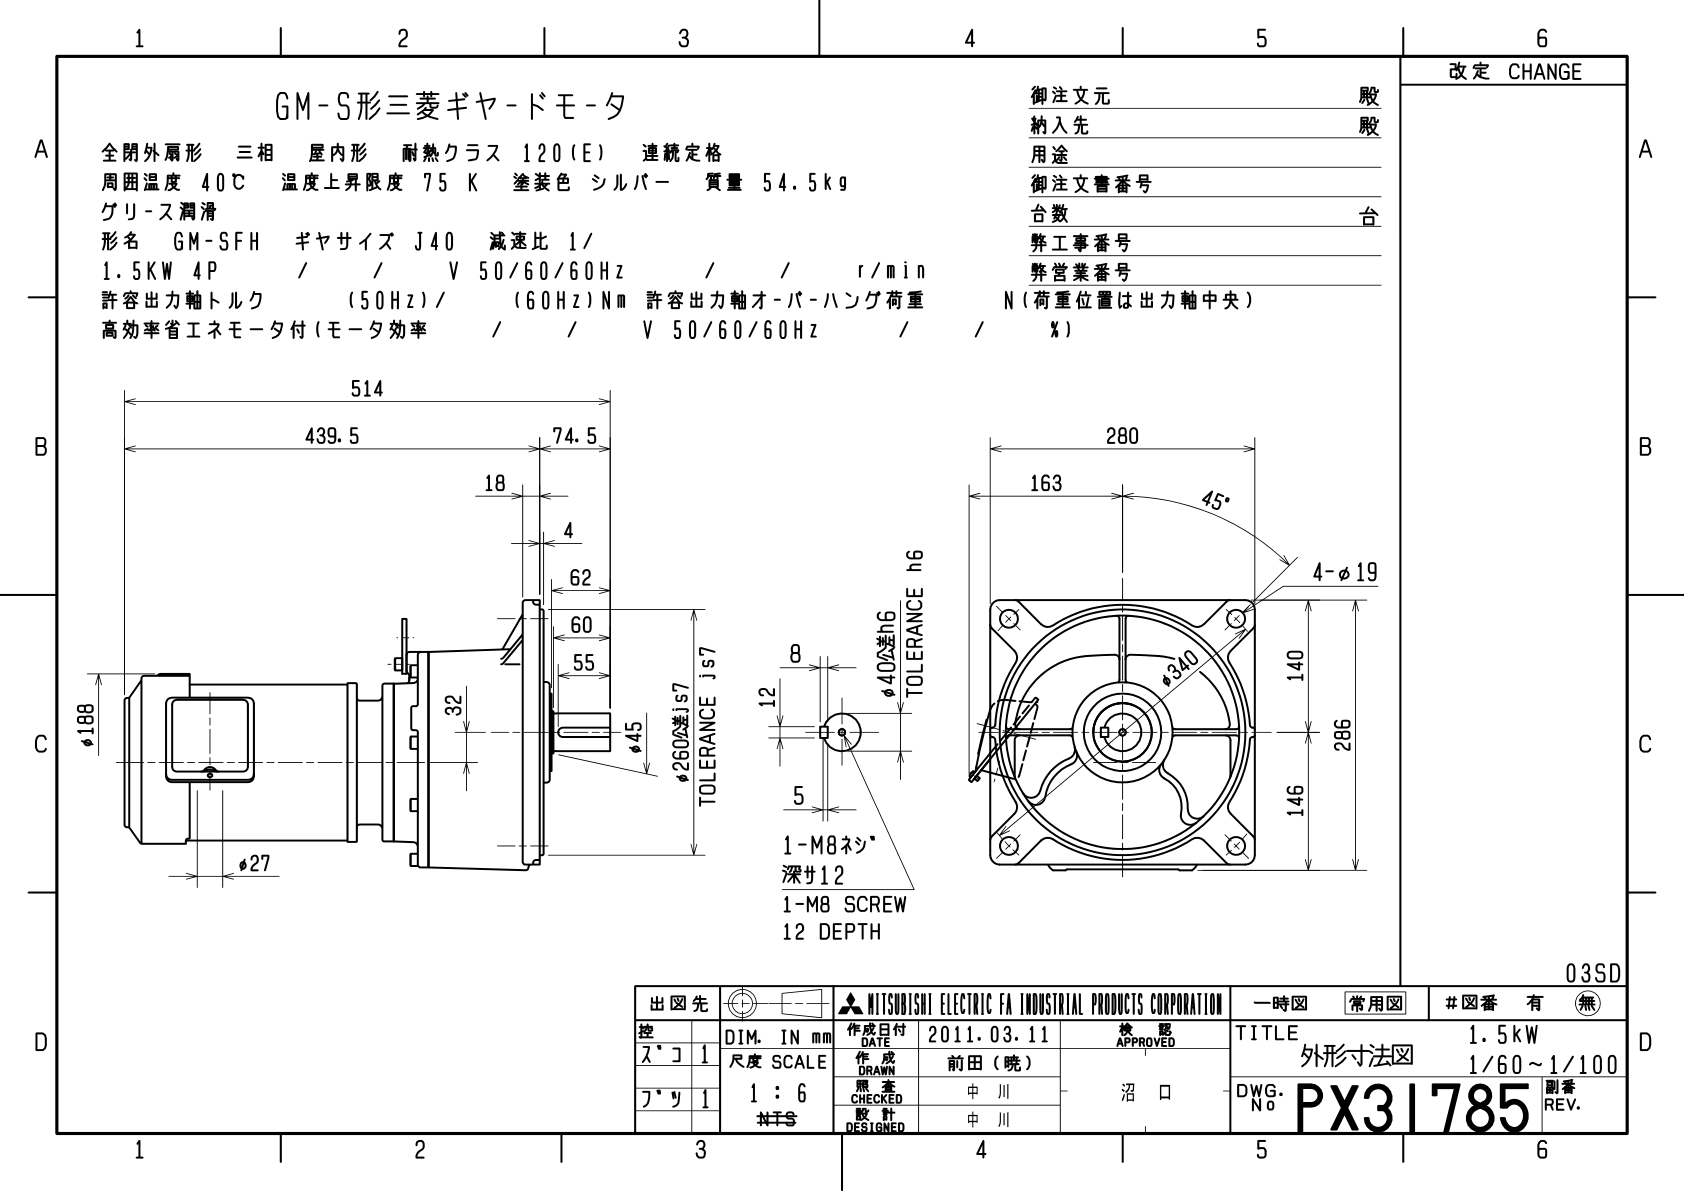 1 2 3 4 5 6
改定 CHANGE
GM-S形三菱ギヤードモータ
全閉外扇形 三相 屋内形 耐熱クラス 120(E) 連続定格
周囲温度 40℃ 温度上昇限度 75 K 塗装色 シルバー 質量 54.5kg
グリース潤滑
形名 GM-SFH ギヤサイズ J40 減速比 1/
1.5KW 4P / / V 50/60/60Hz / / r/min
許容出力軸トルク (50Hz)/ (60Hz)Nm 許容出力軸オーバーハング荷重 N(荷重位置は出力軸中央)
高効率省エネモータ付(モータ効率 / / V 50/60/60Hz / / %)
御注文元 殿
納入先 殿
用途
御注文書番号
台数 台
弊工事番号
弊営業番号
A A
B B
C C
D D
514
439.5 74.5
18
4
62
60
55
32
φ188
φ27
φ45
φ260公差js7
TOLERANCE js7
8
12
5
φ40公差h6
TOLERANCE h6
1-M8ネジ
深サ12
1-M8 SCREW
12 DEPTH
280
163
45°
4-φ19
φ340
140
286
146
03SD
出図先
控
ズコ 1
ブツ 1
DIM. IN mm
尺度 SCALE
1 : 6
NTS
MITSUBISHI ELECTRIC FA INDUSTRIAL PRODUCTS CORPORATION
作成日付 DATE 2011.03.11
作成 DRAWN 前田(暁)
照査 CHECKED 中川
設計 DESIGNED 中川
検認 APPROVED
沼口
一時図 常用図 #図番 有 無
TITLE 1.5kW
外形寸法図 1/60~1/100
DWG. No PX31785 副番 REV.
1 2 3 4 5 6